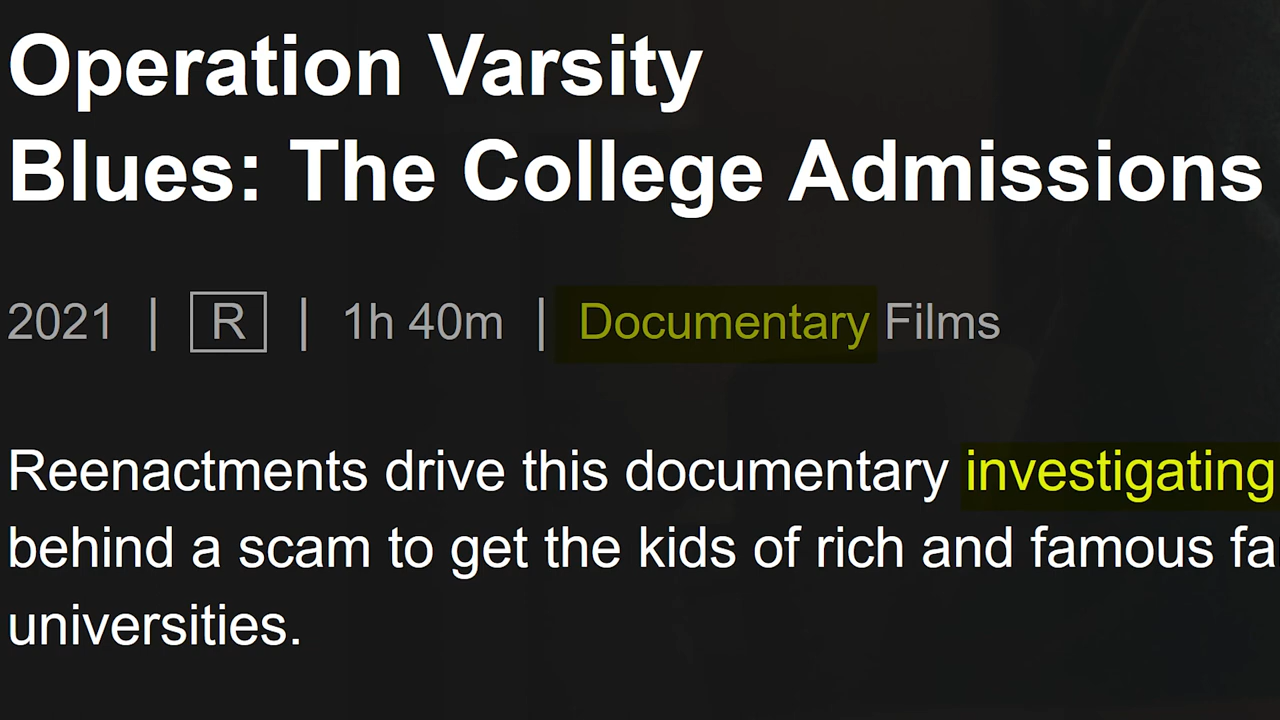 Operation Varsity
Blues: The College Admissions
2021 | R | 1h 40m | Documentary Films
Reenactments drive this documentary investigating
behind a scam to get the kids of rich and famous fa
universities.